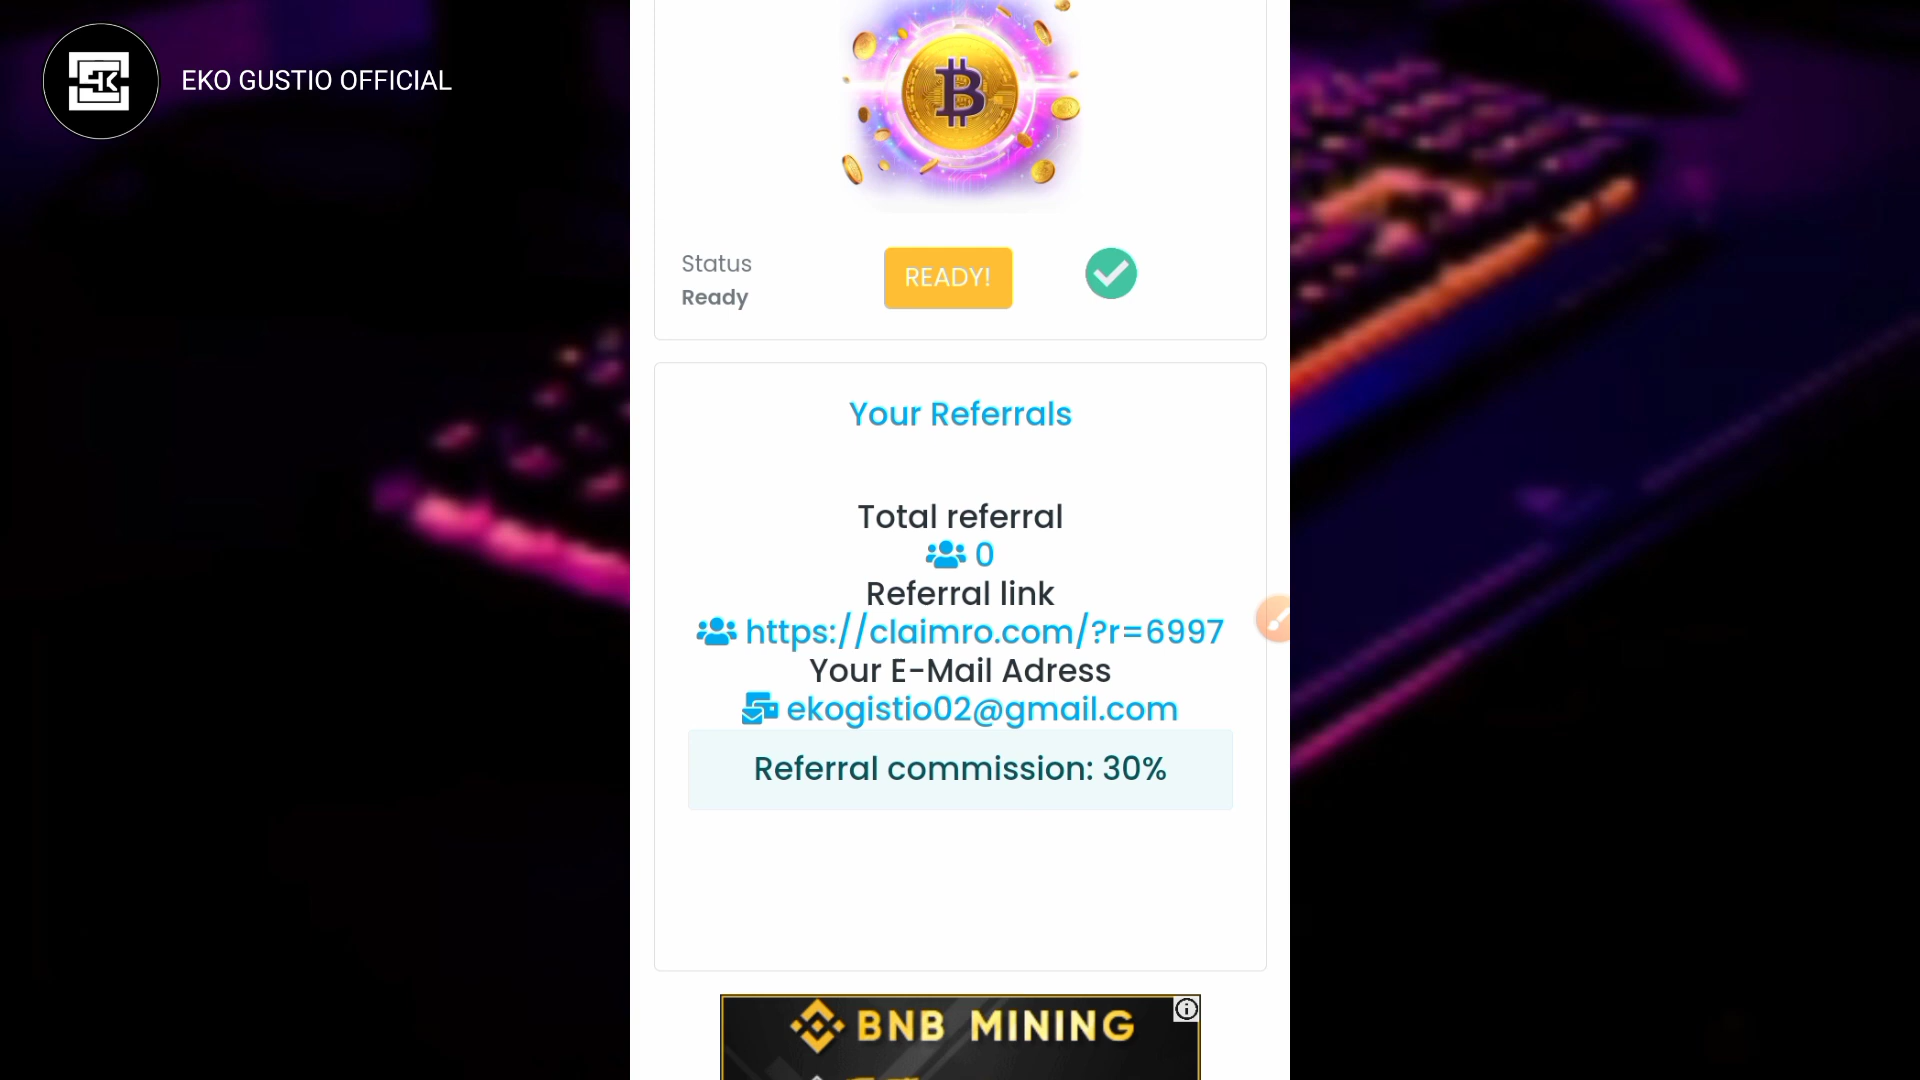 EKO GUSTIO OFFICIAL
Status
Ready
READY!
Your Referrals
Total referral
0
Referral link
https://claimro.com/?r=6997
Your E-Mail Adress
ekogistio02@gmail.com
Referral commission: 30%
BNB MINING